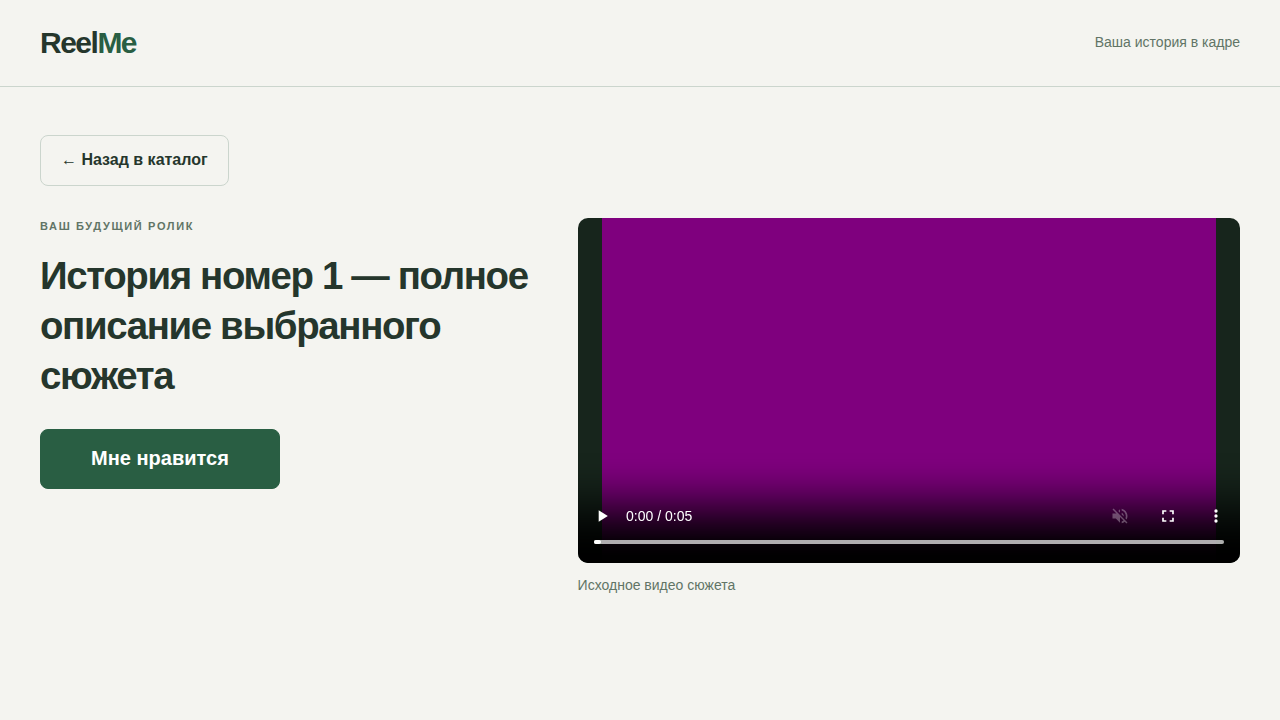 ReelMe
Ваша история в кадре
← Назад в каталог
ВАШ БУДУЩИЙ РОЛИК
История номер 1 — полное
описание выбранного
сюжета
Мне нравится
0:00 / 0:05
Исходное видео сюжета